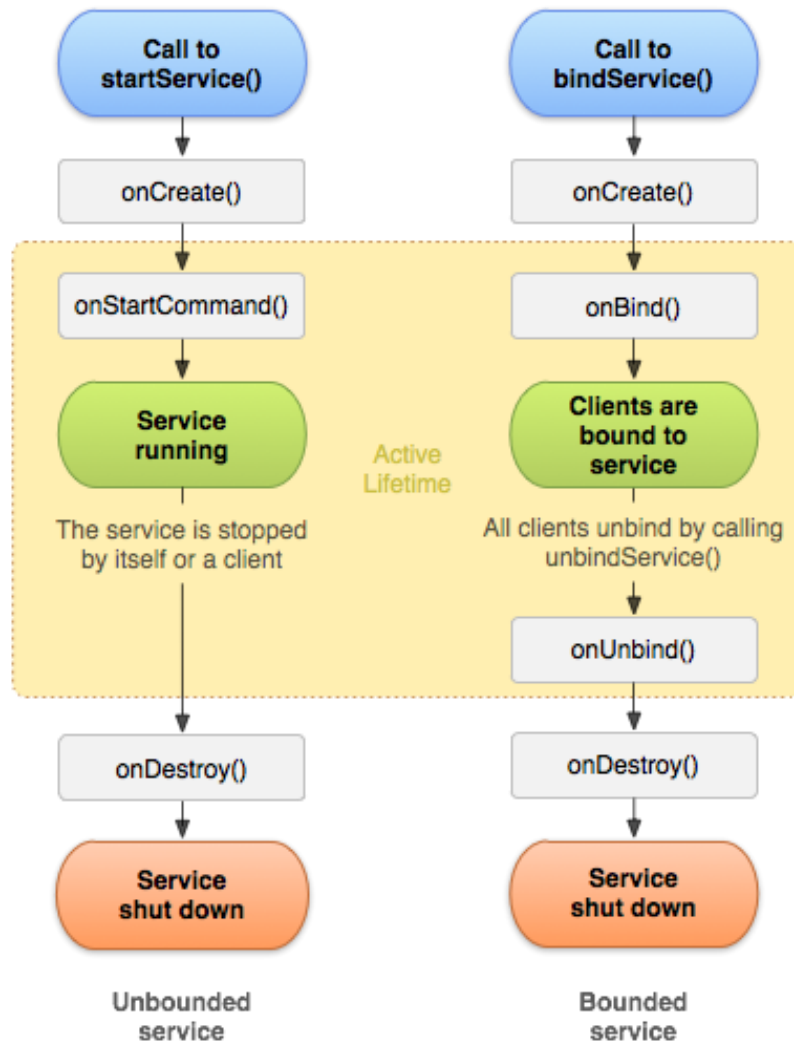 Call to
startService()
onCreate()
onStartCommand()
Service
running
The service is stopped
by itself or a client
onDestroy()
Service
shut down
Unbounded
service
Active
Lifetime
Call to
bindService()
onCreate()
onBind()
Clients are
bound to
service
All clients unbind by calling
unbindService()
onUnbind()
onDestroy()
Service
shut down
Bounded
service